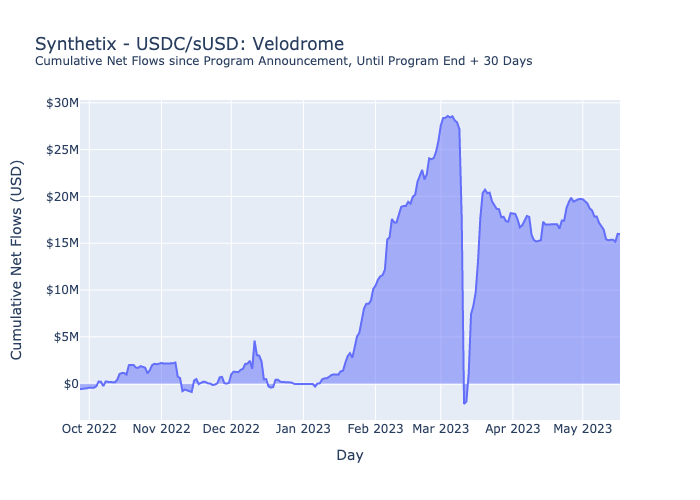 Synthetix - USDC/sUSD: Velodrome
Cumulative Net Flows since Program Announcement, Until Program End + 30 Days
Cumulative Net Flows (USD)
$30M
$25M
$20M
$15M
$10M
$5M
$0
Oct 2022 Nov 2022 Dec 2022 Jan 2023 Feb 2023 Mar 2023 Apr 2023 May 2023
Day